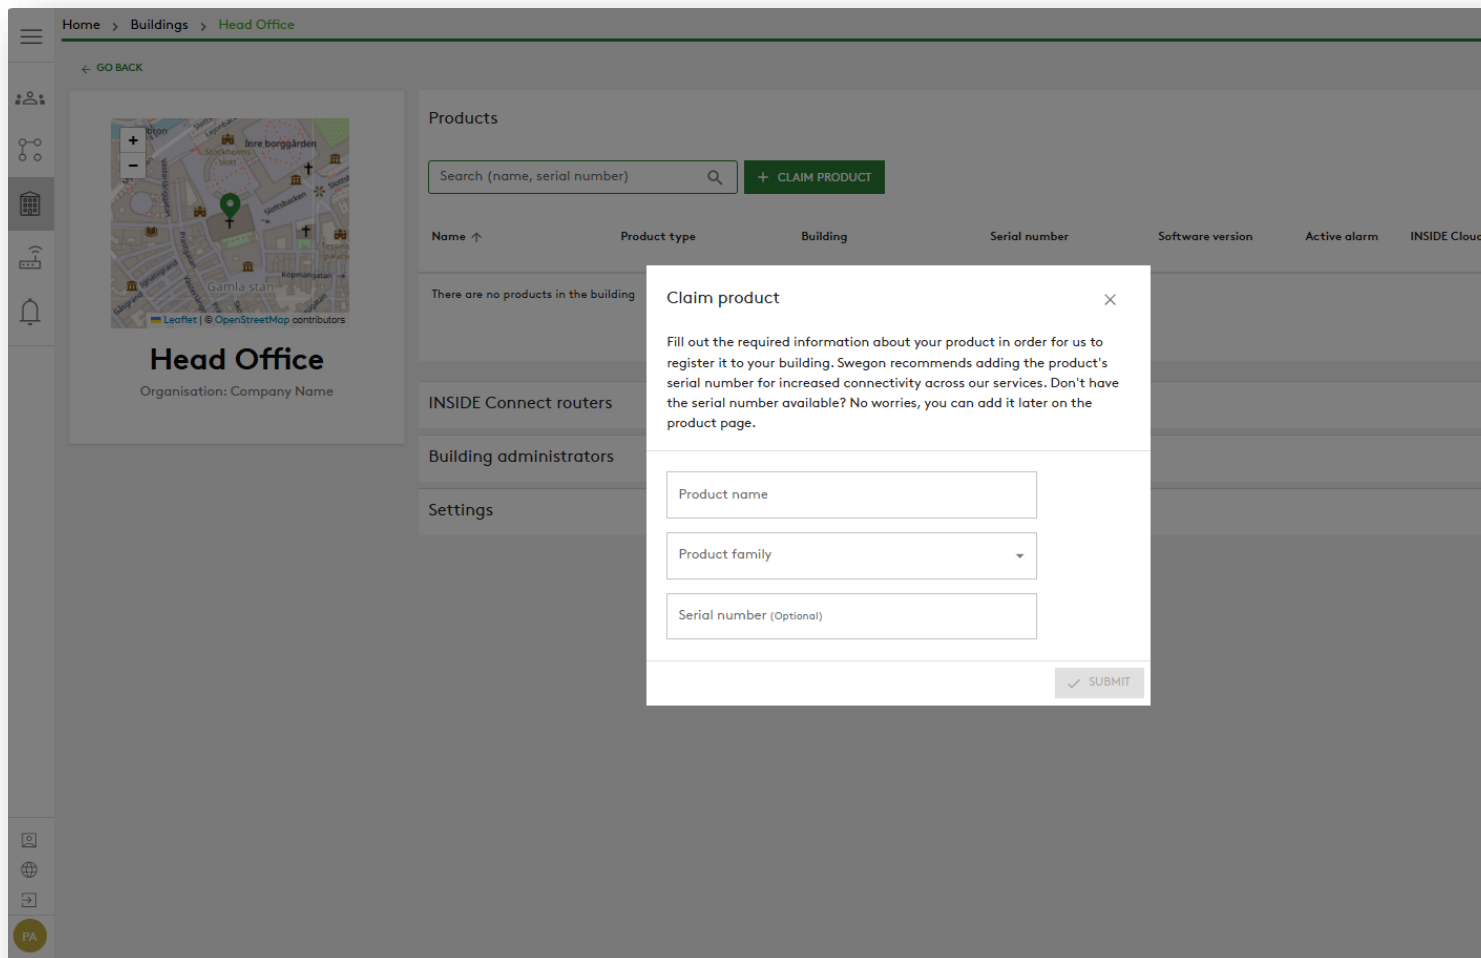 Home > Buildings > Head Office
← GO BACK
+
−
Inre borggården
Stockholms
slott
Slottsbacken
Gamla stan
Köpmangatan →
Leaflet | © OpenStreetMap contributors
Head Office
Organisation: Company Name
Products
Search (name, serial number)
+ CLAIM PRODUCT
Name ↑ Product type Building Serial number Software version Active alarm INSIDE Cloud
There are no products in the building
INSIDE Connect routers
Building administrators
Settings
Claim product
Fill out the required information about your product in order for us to
register it to your building. Swegon recommends adding the product's
serial number for increased connectivity across our services. Don't have
the serial number available? No worries, you can add it later on the
product page.
Product name
Product family
Serial number (Optional)
SUBMIT
PA